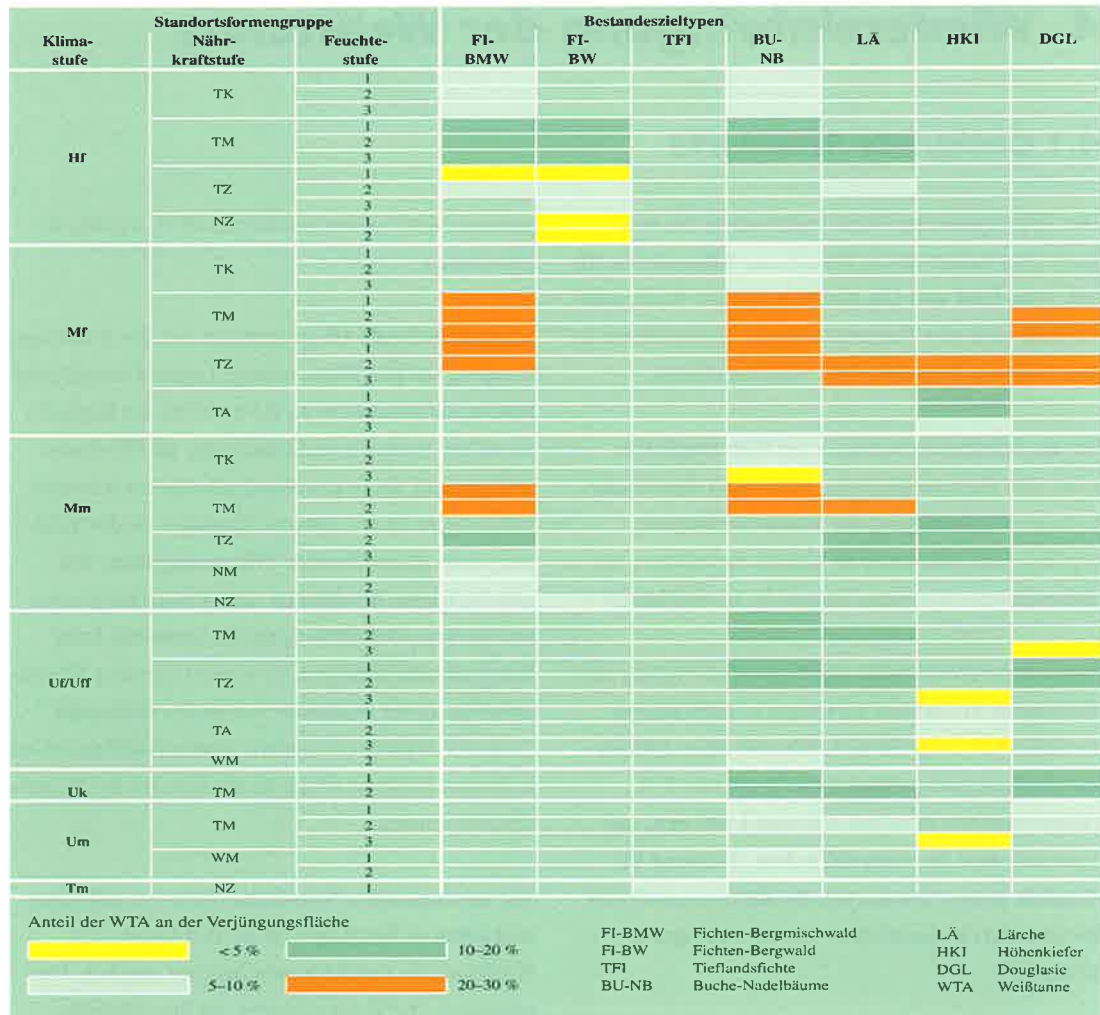 Standortsformengruppe Bestandeszieltypen
Klima- Nähr- Feuchte- FI- FI- TFI BU- LÄ HKI DGL
stufe kraftstufe stufe BMW BW NB
1
TK 2
3
1
TM 2
Hf 3
1
TZ 2
3
NZ 1
2
1
TK 2
3
1
TM 2
Mf 3
1
TZ 2
3
1
TA 2
3
1
TK 2
3
1
Mm TM 2
3
TZ 2
3
NM 1
2
NZ 1
1
TM 2
3
1
Uf/Uff TZ 2
3
1
TA 2
3
WM 2
1
Uk TM 2
1
TM 2
Um 3
WM 1
2
Tm NZ 1
Anteil der WTA an der Verjüngungsfläche
<5 % 10–20 %
5–10 % 20–30 %
FI-BMW Fichten-Bergmischwald
FI-BW Fichten-Bergwald
TFI Tieflandsfichte
BU-NB Buche-Nadelbäume
LÄ Lärche
HKI Höhenkiefer
DGL Douglasie
WTA Weißtanne